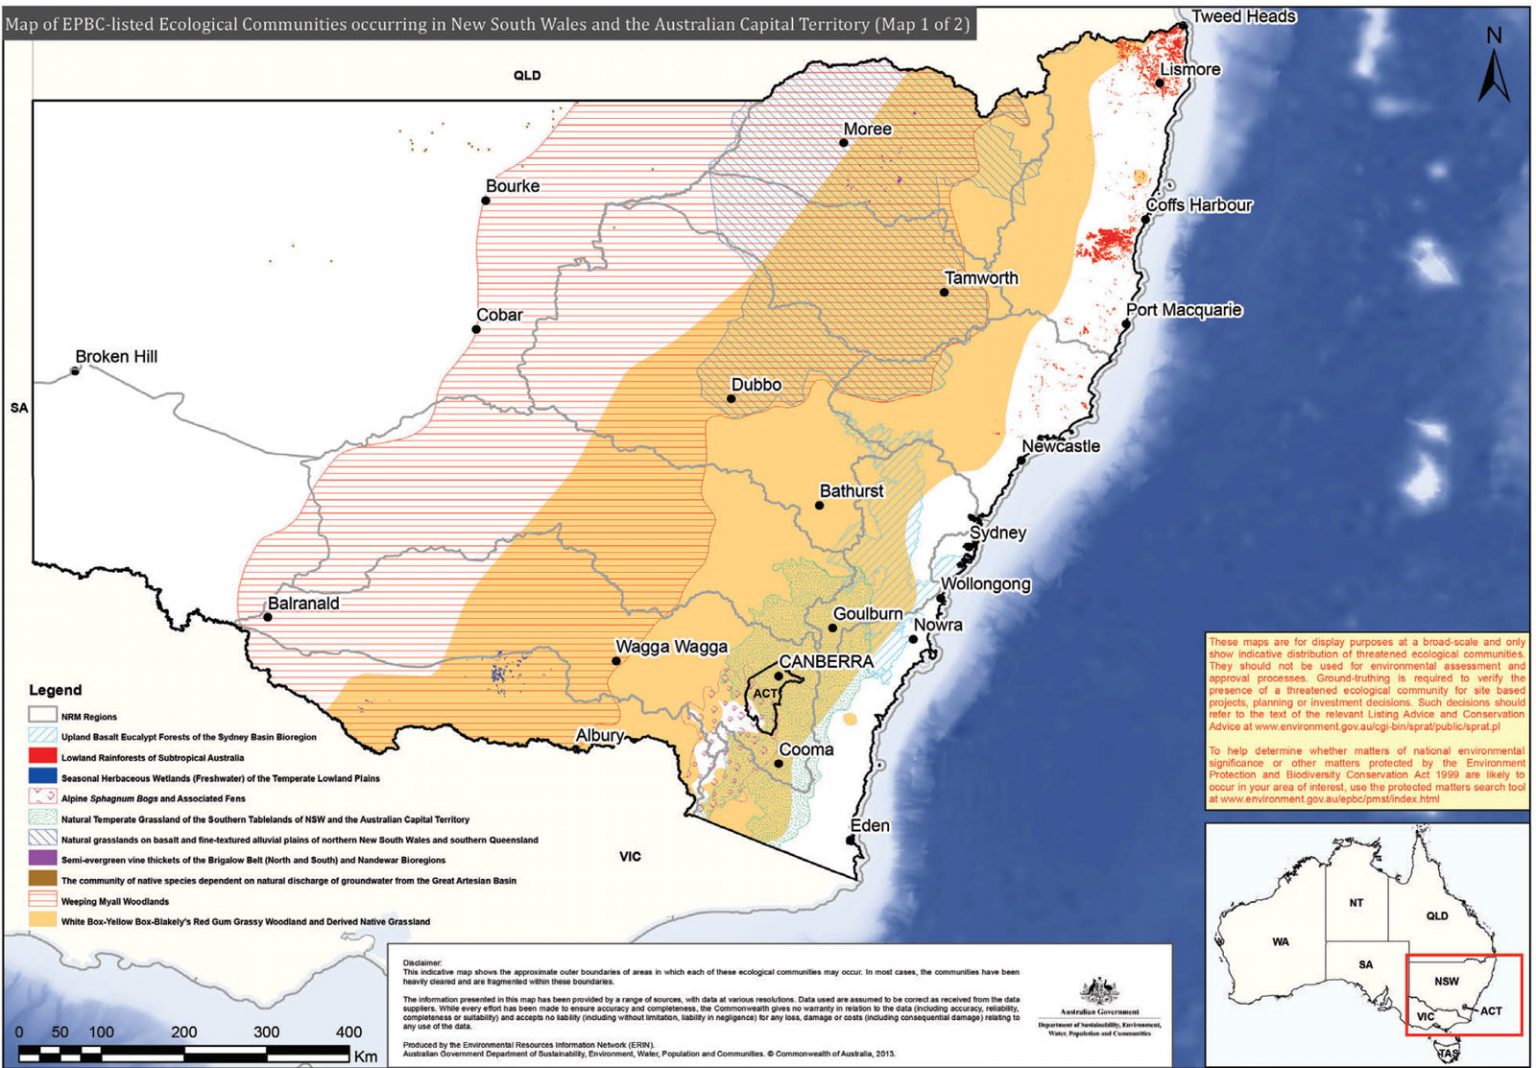 Map of EPBC-listed Ecological Communities occurring in New South Wales and the Australian Capital Territory (Map 1 of 2)
Tweed Heads
N
QLD
Lismore
Moree
Bourke
Coffs Harbour
Tamworth
Cobar
Port Macquarie
Broken Hill
Dubbo
SA
Newcastle
Bathurst
Sydney
Wollongong
Balranald
Goulburn
Nowra
Wagga Wagga
CANBERRA
ACT
Albury
Cooma
Eden
VIC
Legend
NRM Regions
Upland Basalt Eucalypt Forests of the Sydney Basin Bioregion
Lowland Rainforests of Subtropical Australia
Seasonal Herbaceous Wetlands (Freshwater) of the Temperate Lowland Plains
Alpine Sphagnum Bogs and Associated Fens
Natural Temperate Grassland of the Southern Tablelands of NSW and the Australian Capital Territory
Natural grasslands on basalt and fine-textured alluvial plains of northern New South Wales and southern Queensland
Semi-evergreen vine thickets of the Brigalow Belt (North and South) and Nandewar Bioregions
The community of native species dependent on natural discharge of groundwater from the Great Artesian Basin
Weeping Myall Woodlands
White Box-Yellow Box-Blakely's Red Gum Grassy Woodland and Derived Native Grassland
0 50 100 200 300 400
Km
These maps are for display purposes at a broad-scale and only
show indicative distribution of threatened ecological communities.
They should not be used for environmental assessment and
approval processes. Ground-truthing is required to verify the
presence of a threatened ecological community for site based
projects, planning or investment decisions. Such decisions should
refer to the text of the relevant Listing Advice and Conservation
Advice at www.environment.gov.au/cgi-bin/sprat/public/sprat.pl
To help determine whether matters of national environmental
significance or other matters protected by the Environment
Protection and Biodiversity Conservation Act 1999 are likely to
occur in your area of interest, use the protected matters search tool
at www.environment.gov.au/epbc/pmst/index.html
Disclaimer:
This indicative map shows the approximate outer boundaries of areas in which each of these ecological communities may occur. In most cases, the communities have been
heavily cleared and are fragmented within these boundaries.
The information presented in this map has been provided by a range of sources, with data at various resolutions. Data used are assumed to be correct as received from the data
suppliers. While every effort has been made to ensure accuracy and completeness, the Commonwealth gives no warranty in relation to the data (including accuracy, reliability,
completeness or suitability) and accepts no liability (including without limitation, liability in negligence) for any loss, damage or costs (including consequential damage) relating to
any use of the data.
Produced by the Environmental Resources Information Network (ERIN).
Australian Government Department of Sustainability, Environment, Water, Population and Communities. © Commonwealth of Australia, 2013.
Australian Government
Department of Sustainability, Environment,
Water, Population and Communities
NT
QLD
WA
SA
NSW
ACT
VIC
TAS